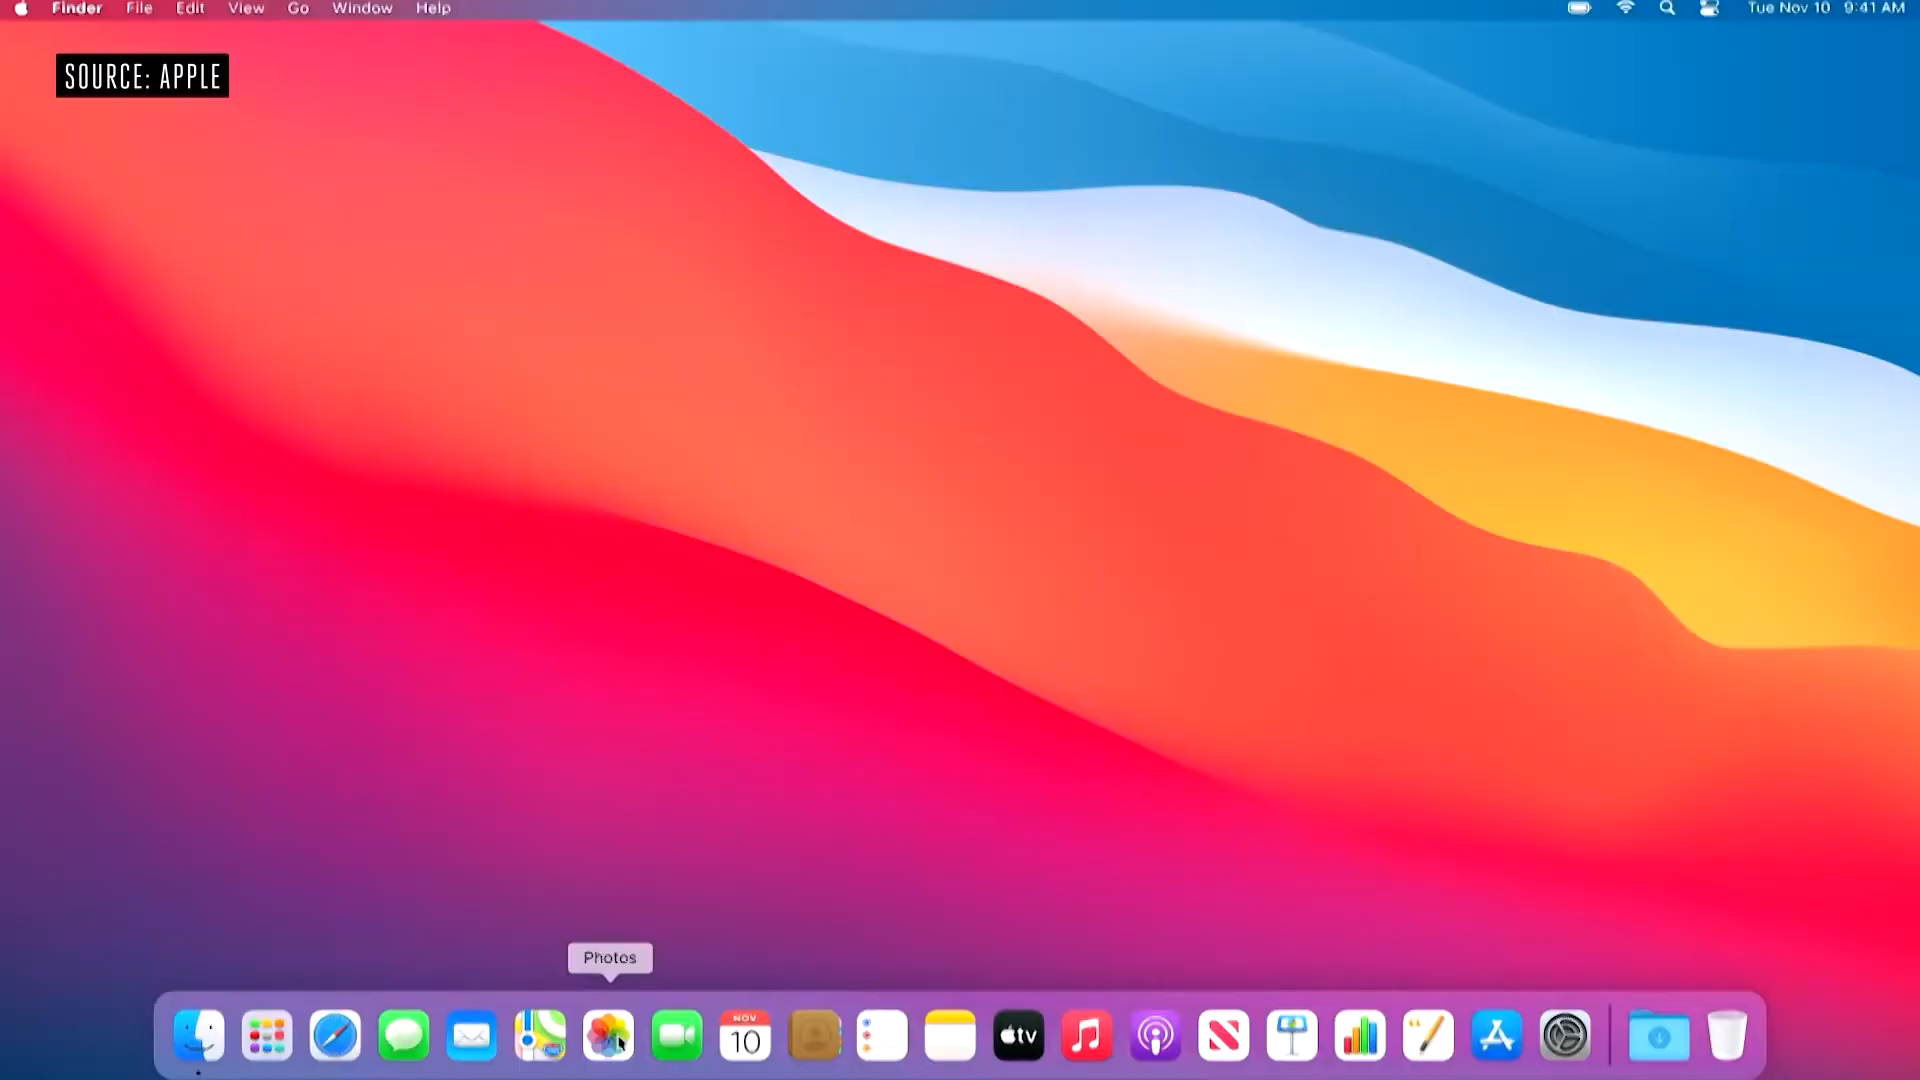 Finder File Edit View Go Window Help Tue Nov 10 9:41 AM
SOURCE: APPLE
Photos
NOV
10
tv